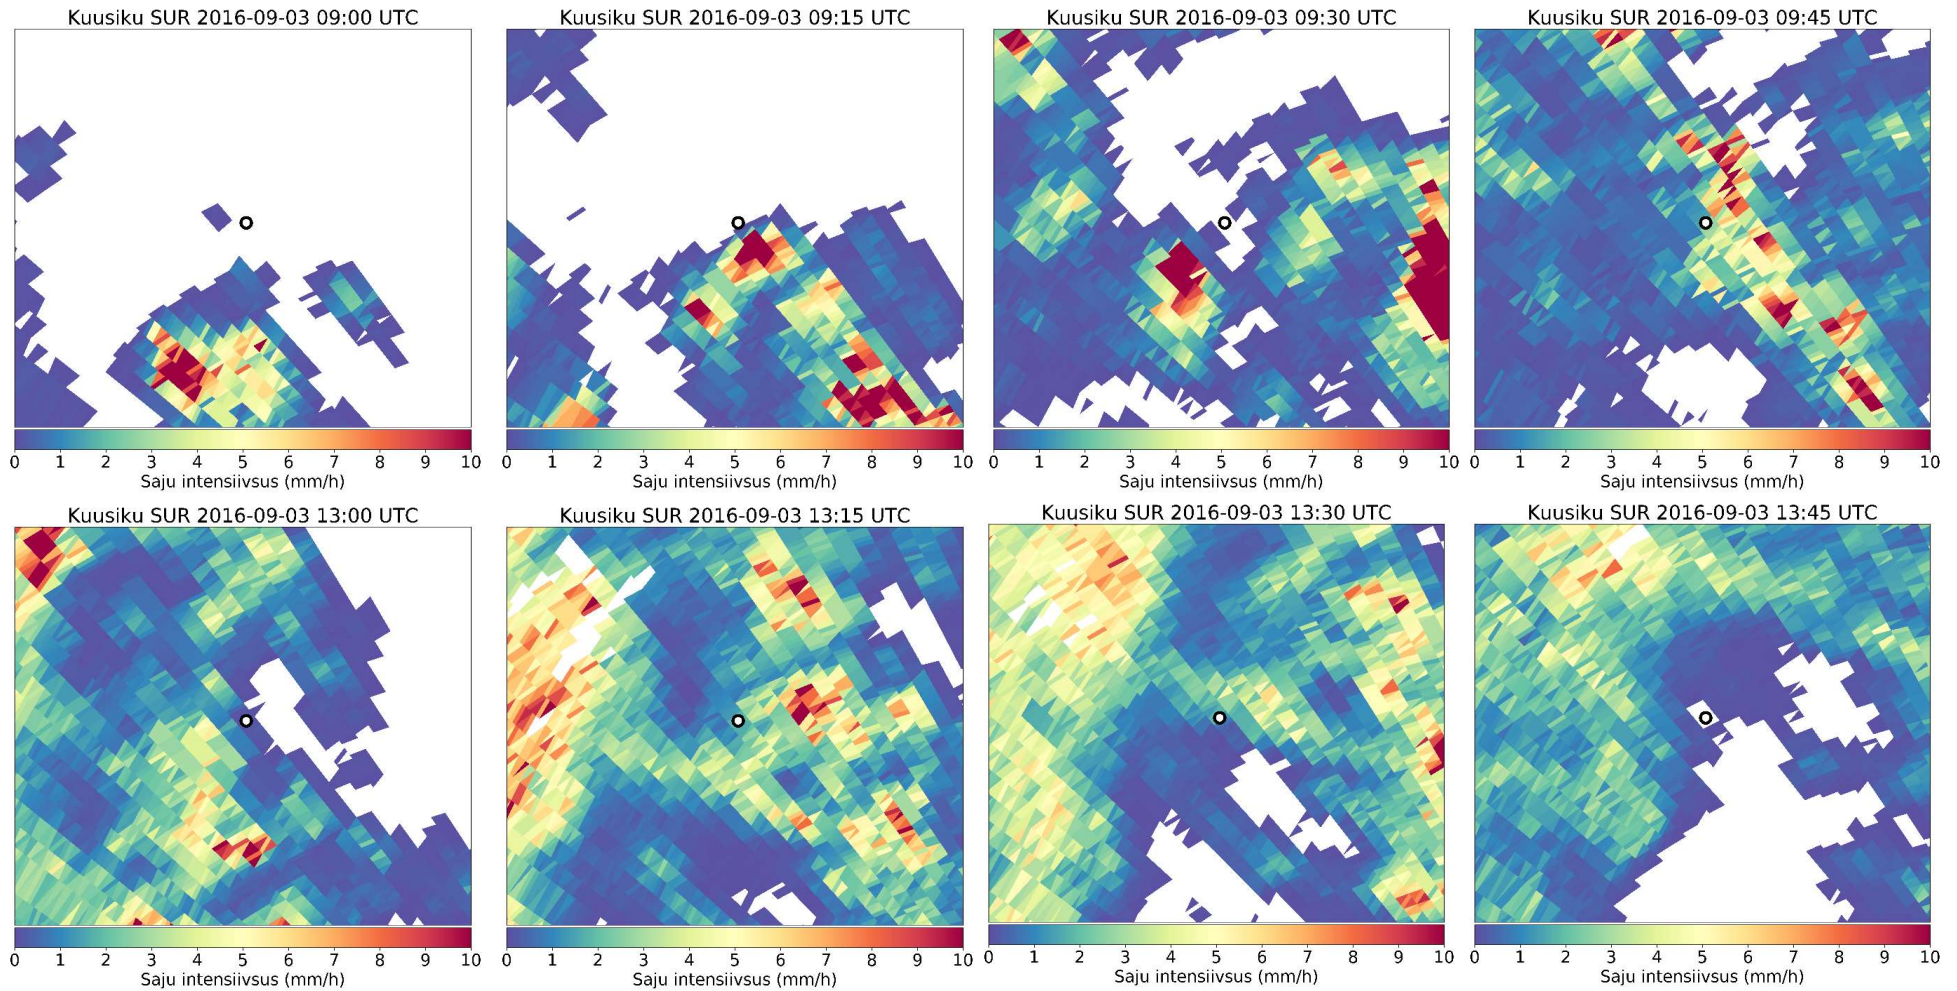 Kuusiku SUR 2016-09-03 09:00 UTC
0 1 2 3 4 5 6 7 8 9 10
Saju intensiivsus (mm/h)
Kuusiku SUR 2016-09-03 09:15 UTC
0 1 2 3 4 5 6 7 8 9 10
Saju intensiivsus (mm/h)
Kuusiku SUR 2016-09-03 09:30 UTC
0 1 2 3 4 5 6 7 8 9 10
Saju intensiivsus (mm/h)
Kuusiku SUR 2016-09-03 09:45 UTC
0 1 2 3 4 5 6 7 8 9 10
Saju intensiivsus (mm/h)
Kuusiku SUR 2016-09-03 13:00 UTC
0 1 2 3 4 5 6 7 8 9 10
Saju intensiivsus (mm/h)
Kuusiku SUR 2016-09-03 13:15 UTC
0 1 2 3 4 5 6 7 8 9 10
Saju intensiivsus (mm/h)
Kuusiku SUR 2016-09-03 13:30 UTC
0 1 2 3 4 5 6 7 8 9 10
Saju intensiivsus (mm/h)
Kuusiku SUR 2016-09-03 13:45 UTC
0 1 2 3 4 5 6 7 8 9 10
Saju intensiivsus (mm/h)